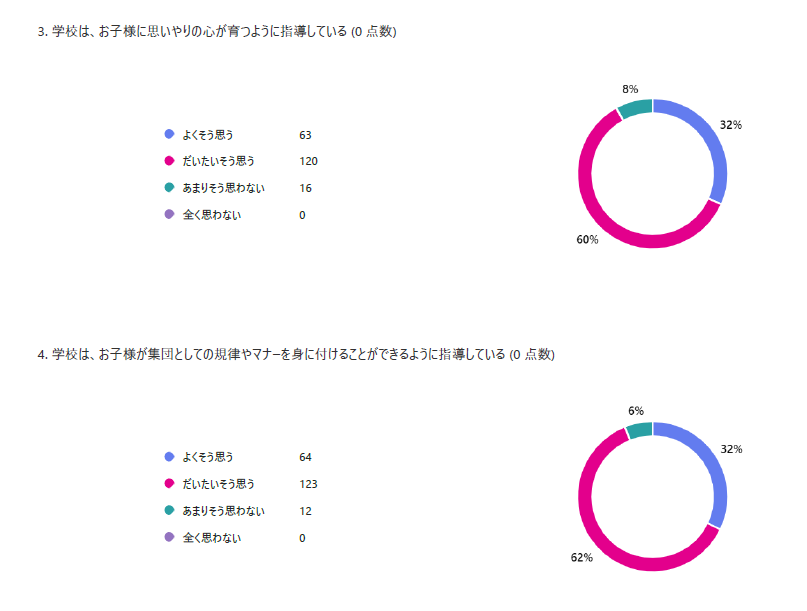 3. 学校は、お子様に思いやりの心が育つように指導している (0 点数)
8%
32%
よくそう思う 63
だいたいそう思う 120
あまりそう思わない 16
全く思わない 0
60%
4. 学校は、お子様が集団としての規律やマナーを身に付けることができるように指導している (0 点数)
6%
32%
よくそう思う 64
だいたいそう思う 123
あまりそう思わない 12
全く思わない 0
62%